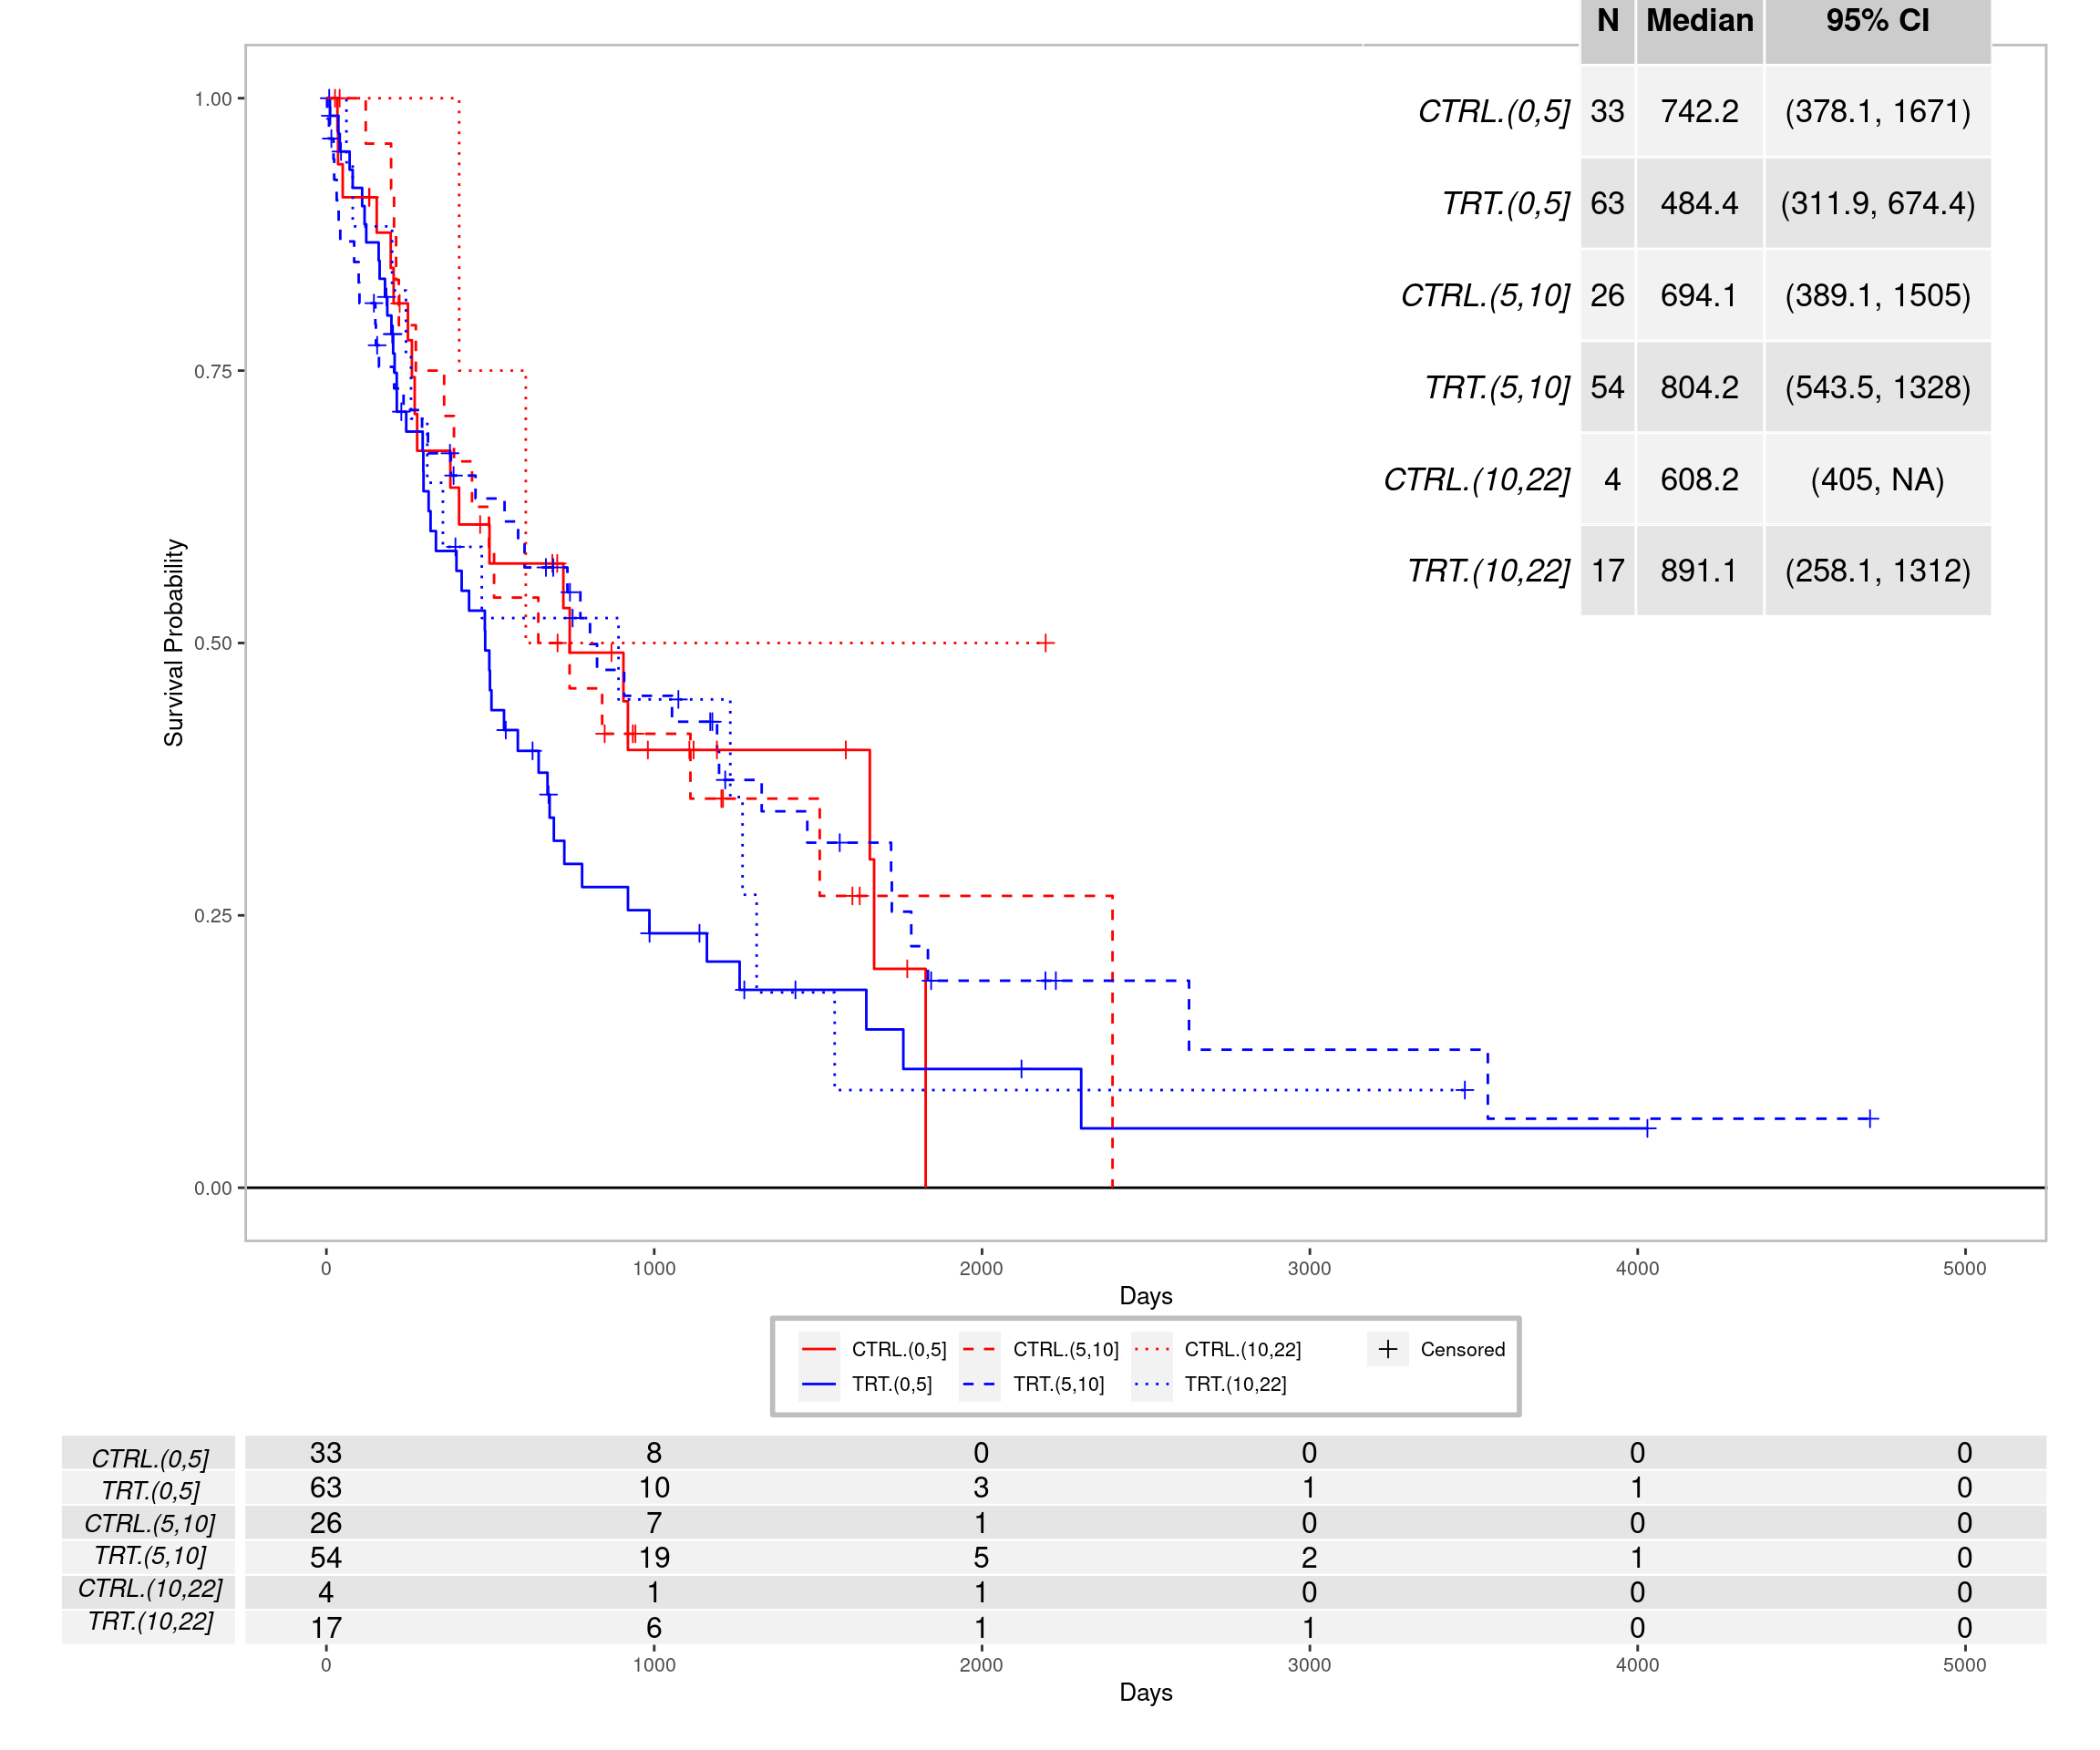 N Median 95% CI
CTRL.(0,5] 33 742.2 (378.1, 1671)
TRT.(0,5] 63 484.4 (311.9, 674.4)
CTRL.(5,10] 26 694.1 (389.1, 1505)
TRT.(5,10] 54 804.2 (543.5, 1328)
CTRL.(10,22] 4 608.2 (405, NA)
TRT.(10,22] 17 891.1 (258.1, 1312)
1.00
0.75
0.50
0.25
0.00
Survival Probability
0 1000 2000 3000 4000 5000
Days
CTRL.(0,5] CTRL.(5,10] CTRL.(10,22] Censored
TRT.(0,5] TRT.(5,10] TRT.(10,22]
CTRL.(0,5] 33 8 0 0 0 0
TRT.(0,5] 63 10 3 1 1 0
CTRL.(5,10] 26 7 1 0 0 0
TRT.(5,10] 54 19 5 2 1 0
CTRL.(10,22] 4 1 1 0 0 0
TRT.(10,22] 17 6 1 1 0 0
0 1000 2000 3000 4000 5000
Days